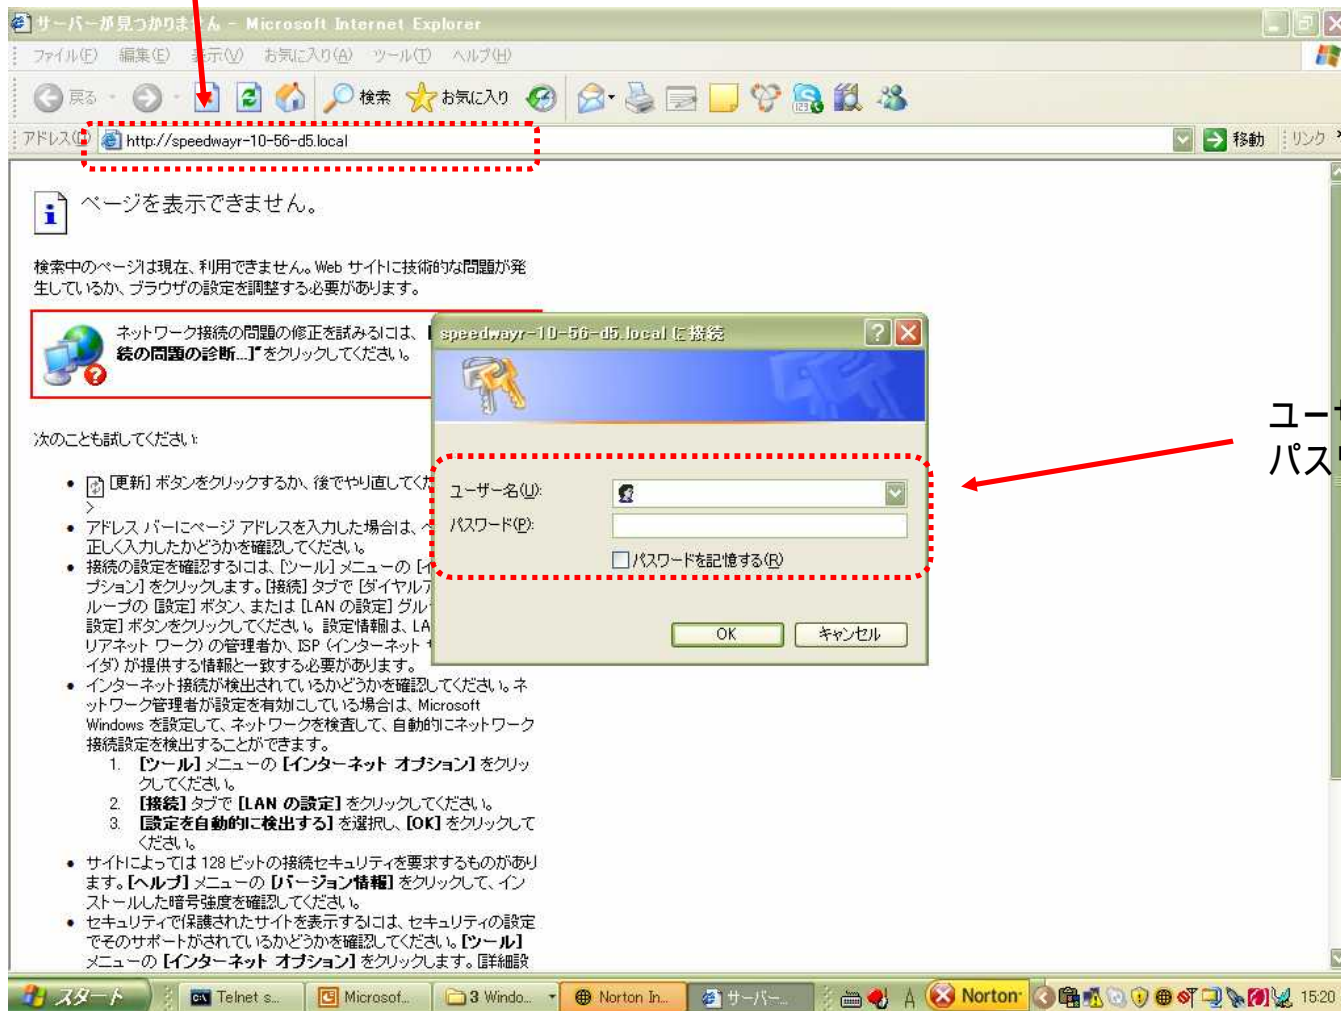 サーバーが見つかりません - Microsoft Internet Explorer
ファイル(F) 編集(E) 表示(V) お気に入り(A) ツール(T) ヘルプ(H)
戻る 検索 お気に入り
アドレス(D) http://speedwayr-10-56-d5.local 移動 リンク
ページを表示できません。
検索中のページは現在、利用できません。Web サイトに技術的な問題が発
生しているか、ブラウザの設定を調整する必要があります。
ネットワーク接続の問題の修正を試みるには、
続の問題の診断...]"をクリックしてください。
次のことも試してください:
[更新] ボタンをクリックするか、後でやり直してくだ
>
アドレス バーにページ アドレスを入力した場合は、ペ
正しく入力したかどうかを確認してください。
接続の設定を確認するには、[ツール] メニューの [イ
プション] をクリックします。[接続] タブで [ダイヤルア
ループの [設定] ボタン、または [LAN の設定] グル
設定] ボタンをクリックしてください。設定情報は、LA
リアネット ワーク) の管理者か、ISP (インターネット
イダ) が提供する情報と一致する必要があります。
インターネット接続が検出されているかどうかを確認してください。ネ
ットワーク管理者が設定を有効にしている場合は、Microsoft
Windows を設定して、ネットワークを検査して、自動的にネットワーク
接続設定を検出することができます。
1. [ツール] メニューの [インターネット オプション] をクリッ
クしてください。
2. [接続] タブで [LAN の設定] をクリックしてください。
3. [設定を自動的に検出する] を選択し、[OK] をクリックして
ください。
サイトによっては 128 ビットの接続セキュリティを要求するものがあり
ます。[ヘルプ] メニューの [バージョン情報] をクリックして、イン
ストールした暗号強度を確認してください。
セキュリティで保護されたサイトを表示するには、セキュリティの設定
でそのサポートがされているかどうかを確認してください。[ツール]
メニューの [インターネット オプション] をクリックします。[詳細設
speedwayr-10-56-d5.local に接続
ユーザー名(U):
パスワード(P):
パスワードを記憶する(R)
OK キャンセル
ユーザ
パスワ
スタート Telnet s... Microsof... 3 Windo... Norton In... サーバー... A Norton 15:20